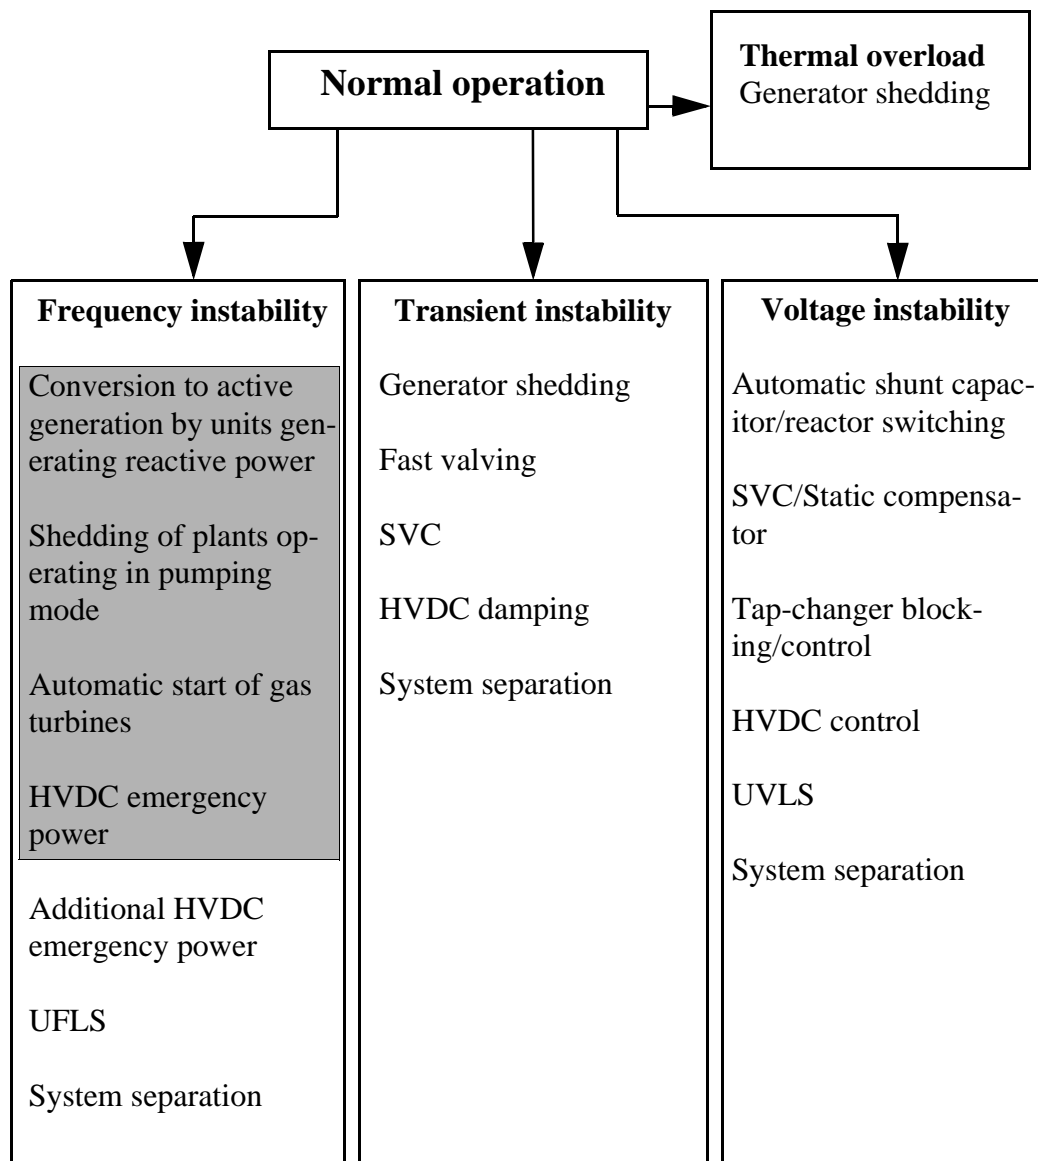 Normal operation
Thermal overload
Generator shedding
Frequency instability
Conversion to active
generation by units gen-
erating reactive power
Shedding of plants op-
erating in pumping
mode
Automatic start of gas
turbines
HVDC emergency
power
Additional HVDC
emergency power
UFLS
System separation
Transient instability
Generator shedding
Fast valving
SVC
HVDC damping
System separation
Voltage instability
Automatic shunt capac-
itor/reactor switching
SVC/Static compensa-
tor
Tap-changer block-
ing/control
HVDC control
UVLS
System separation